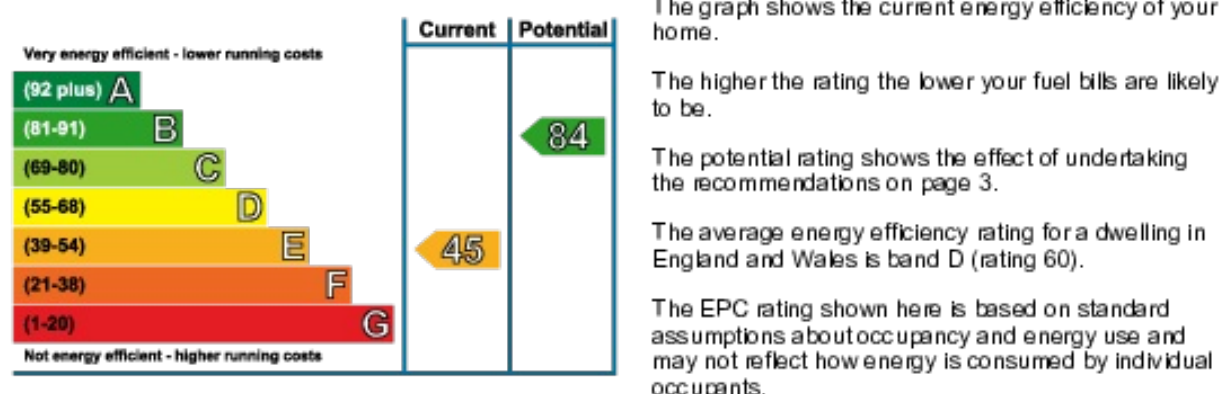 Current Potential
Very energy efficient - lower running costs
(92 plus) A
(81-91) B
84
(69-80) C
(55-68) D
(39-54) E
45
(21-38) F
(1-20) G
Not energy efficient - higher running costs
The graph shows the current energy efficiency of your
home.
The higher the rating the lower your fuel bills are likely
to be.
The potential rating shows the effect of undertaking
the recommendations on page 3.
The average energy efficiency rating for a dwelling in
England and Wales is band D (rating 60).
The EPC rating shown here is based on standard
assumptions about occupancy and energy use and
may not reflect how energy is consumed by individual
occupants.